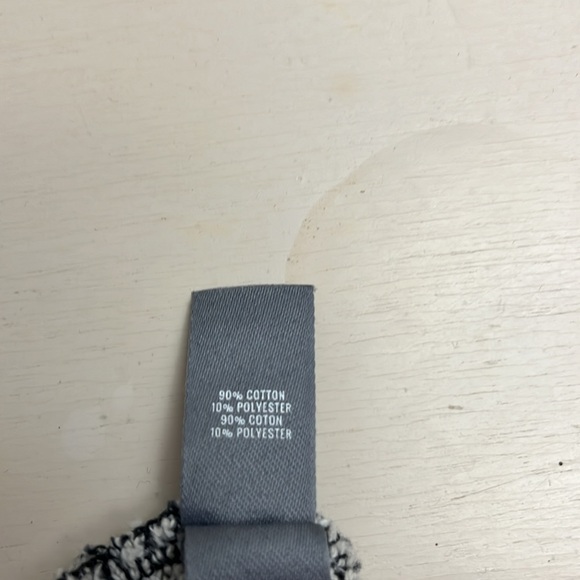 90% COTTON
10% POLYESTER
90% COTON
10% POLYESTER